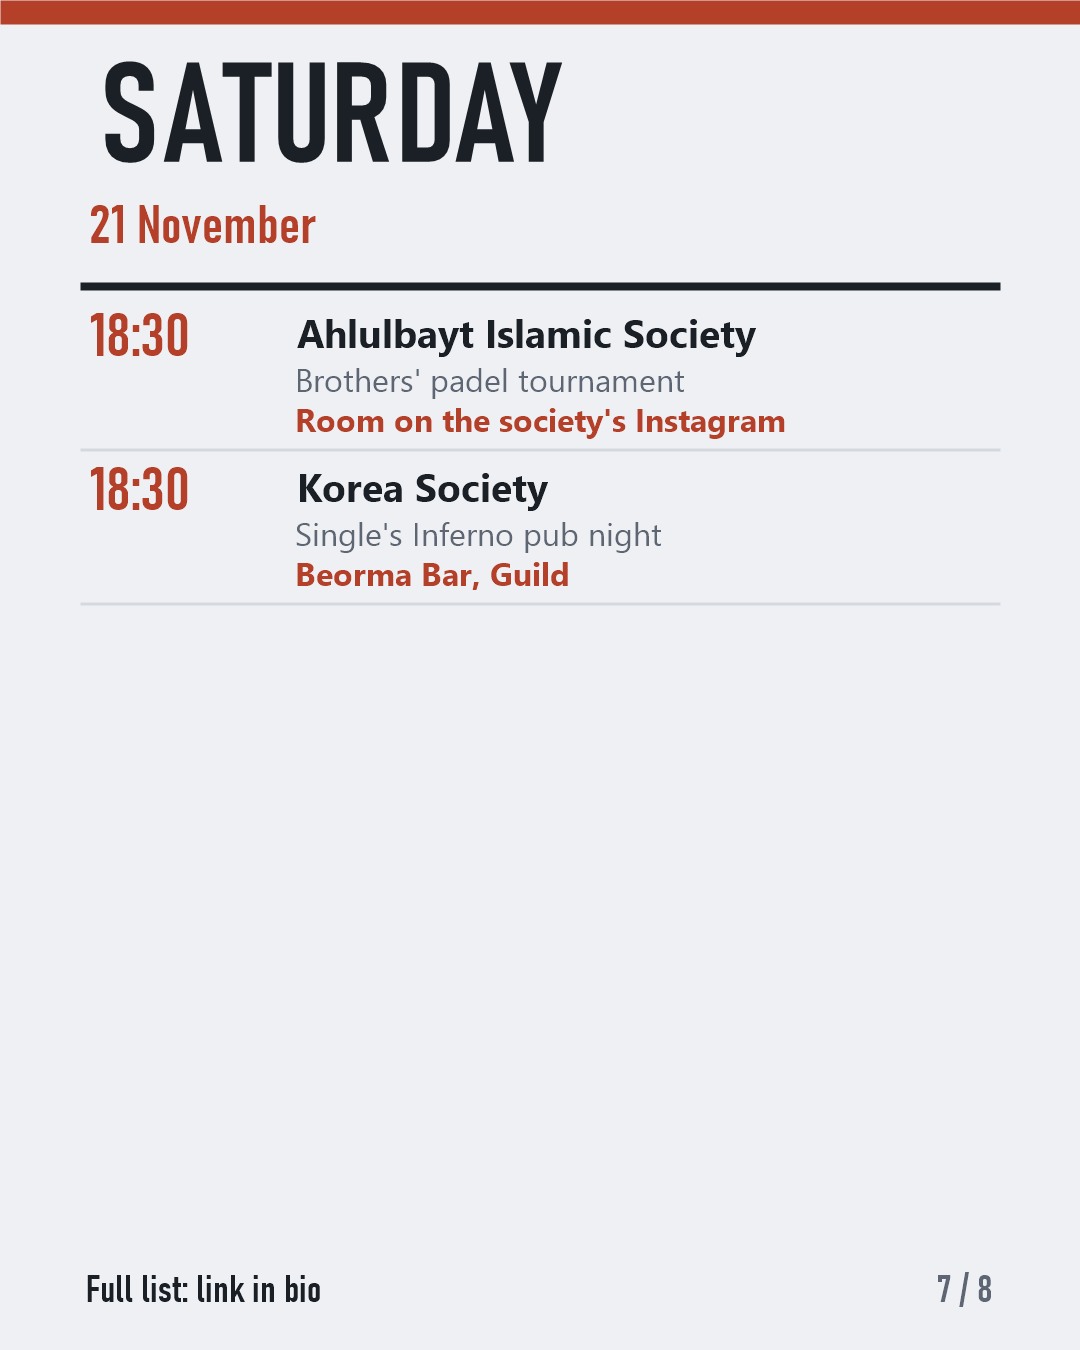 SATURDAY
21 November
18:30
Ahlulbayt Islamic Society
Brothers' padel tournament
Room on the society's Instagram
18:30
Korea Society
Single's Inferno pub night
Beorma Bar, Guild
Full list: link in bio
7 / 8